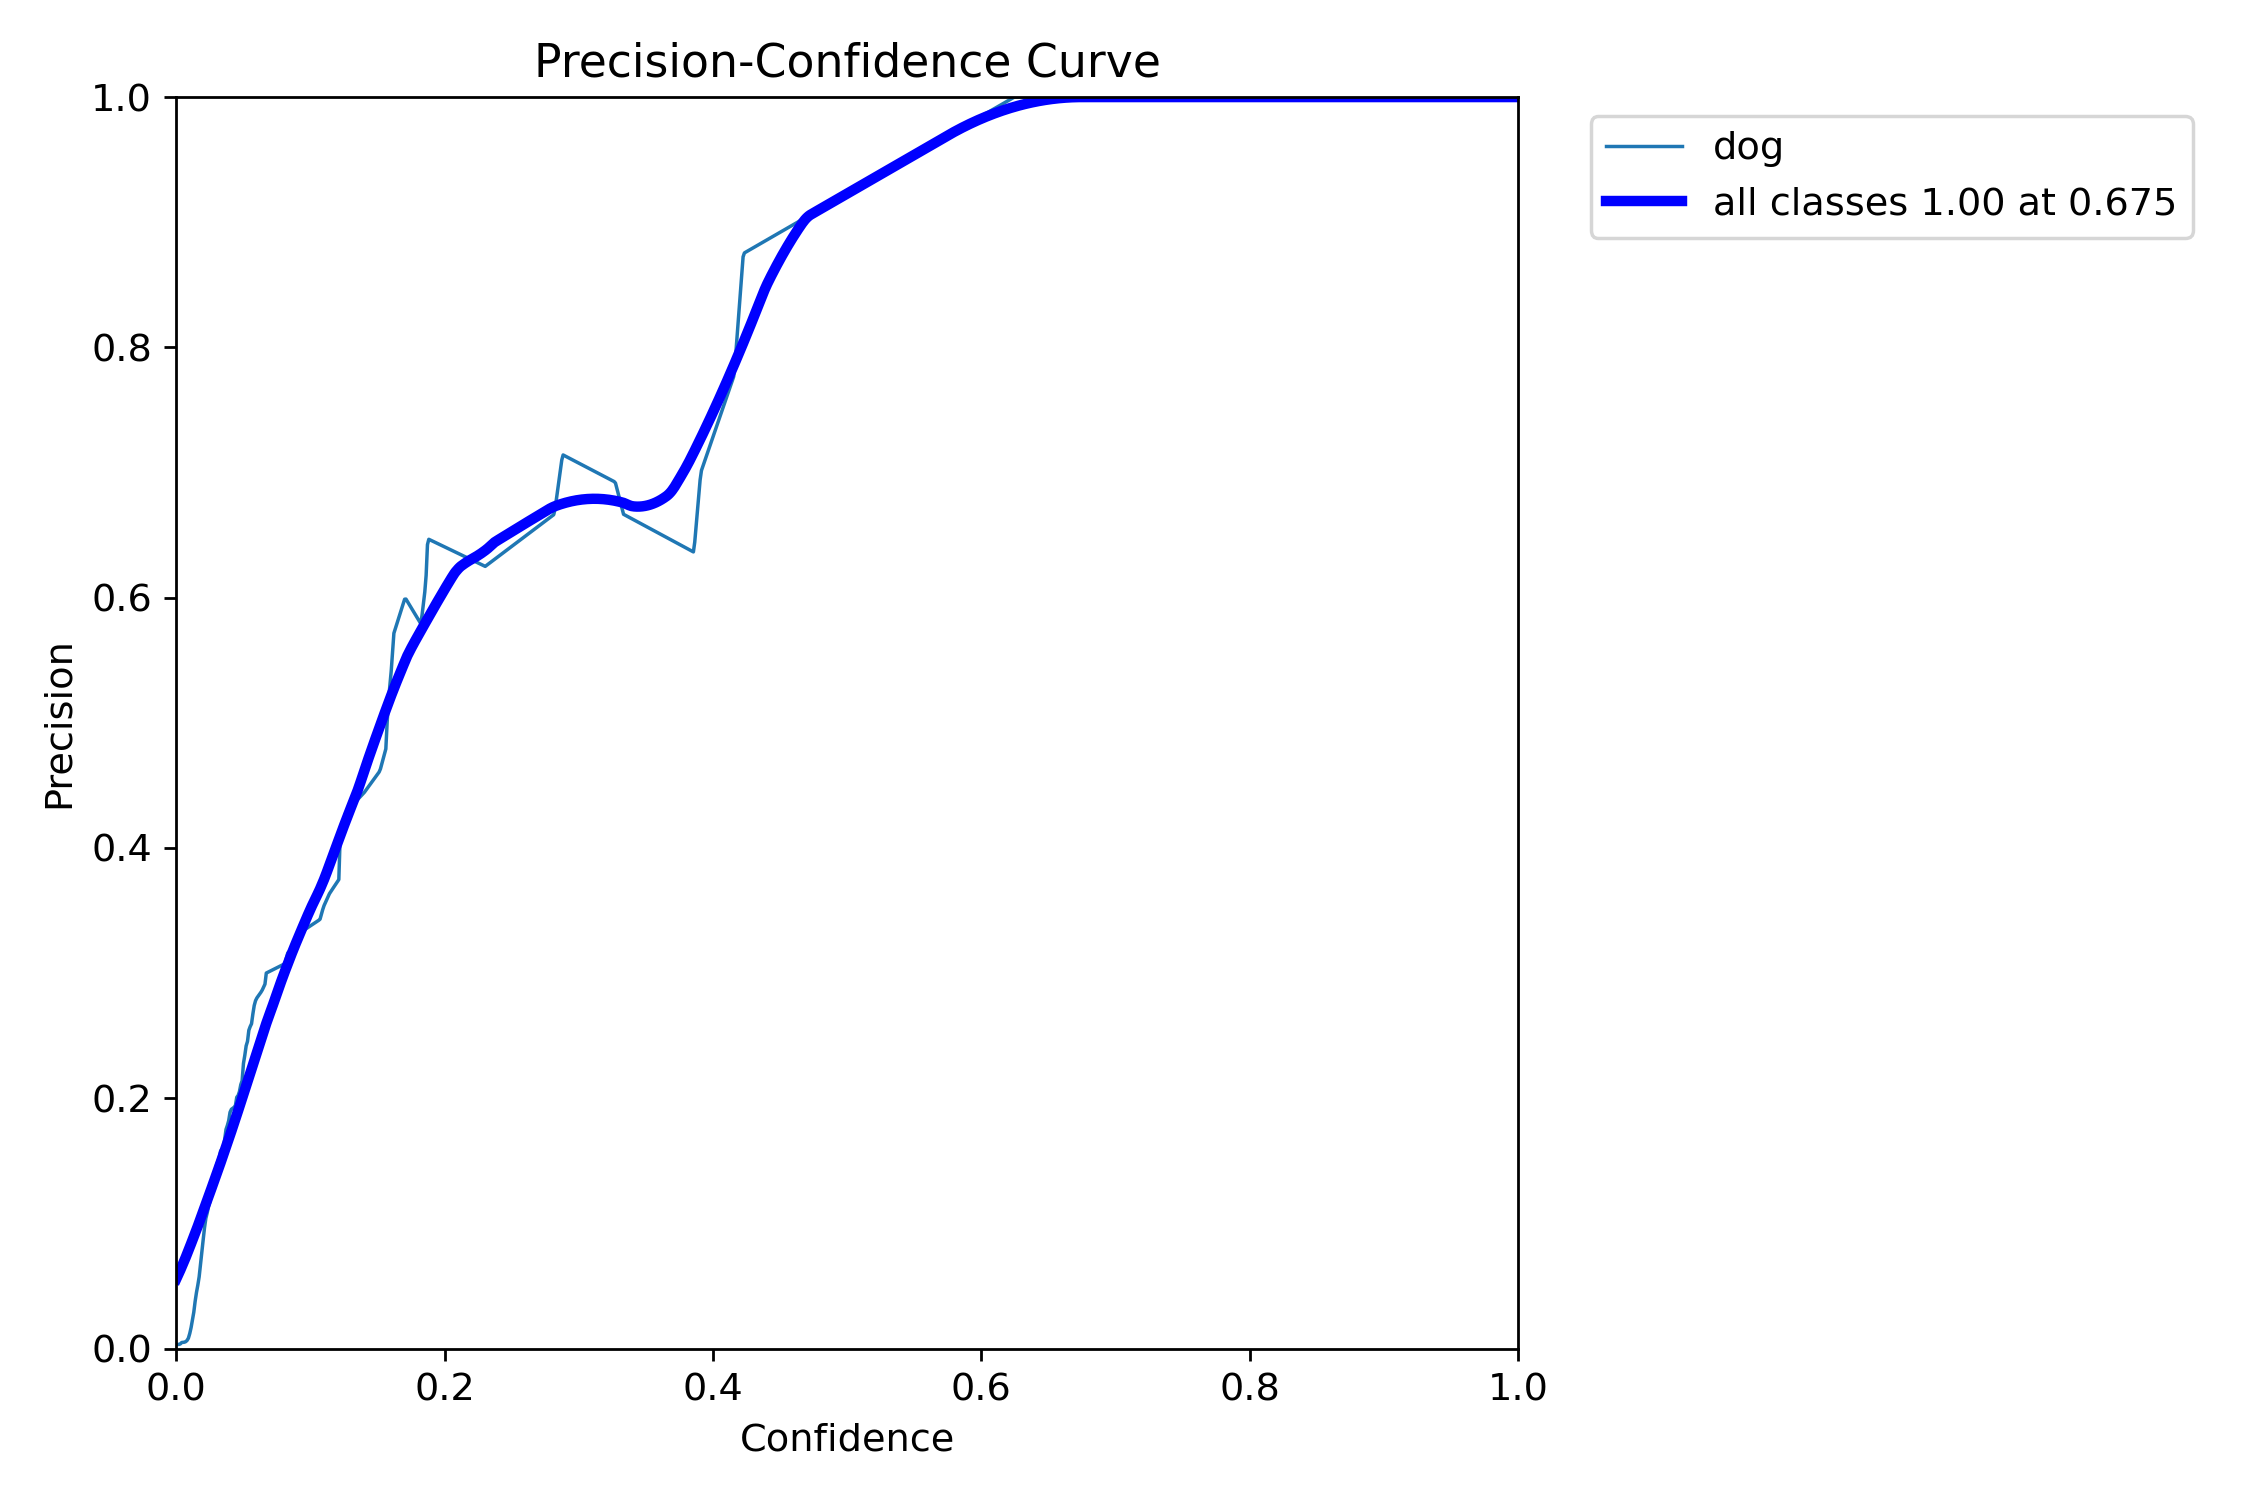 Precision-Confidence Curve
dog
all classes 1.00 at 0.675
1.0
0.8
0.6
0.4
0.2
0.0
Precision
0.0 0.2 0.4 0.6 0.8 1.0
Confidence